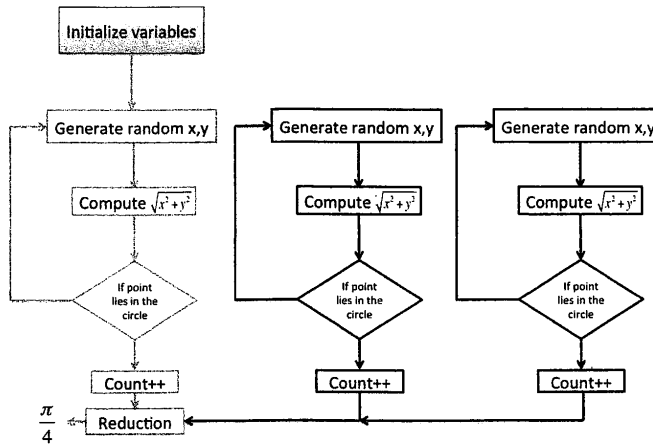 Initialize variables
Generate random x,y
Generate random x,y
Generate random x,y
Compute √x²+y²
Compute √x²+y²
Compute √x²+y²
If point
lies in the
circle
If point
lies in the
circle
If point
lies in the
circle
Count++
Count++
Count++
π/4
Reduction